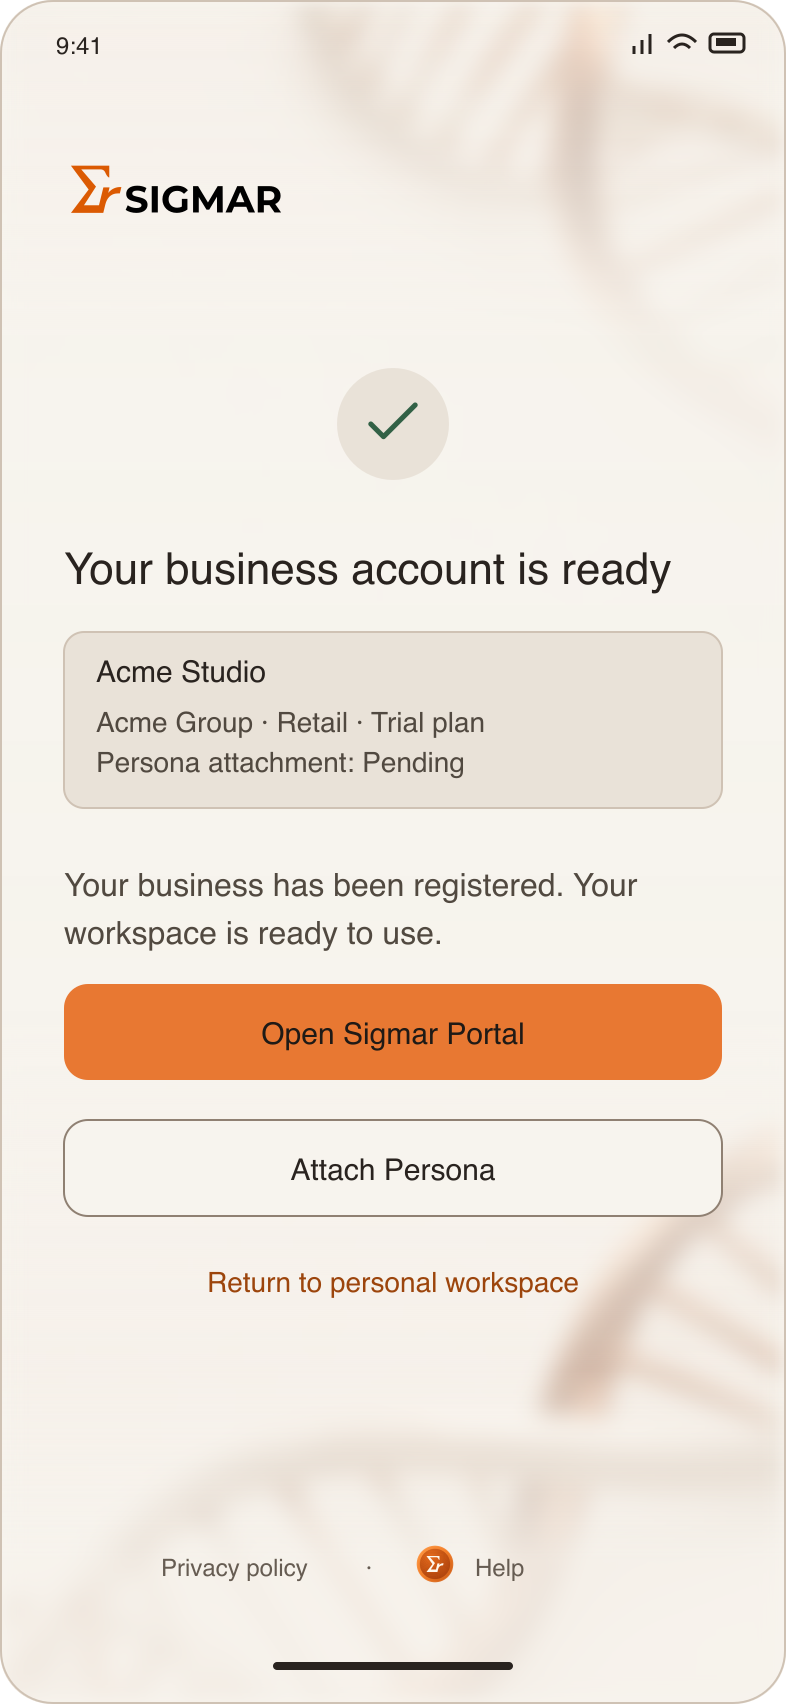 9:41
Σr SIGMAR
Your business account is ready
Acme Studio
Acme Group · Retail · Trial plan
Persona attachment: Pending
Your business has been registered. Your
workspace is ready to use.
Open Sigmar Portal
Attach Persona
Return to personal workspace
Privacy policy · Σr Help